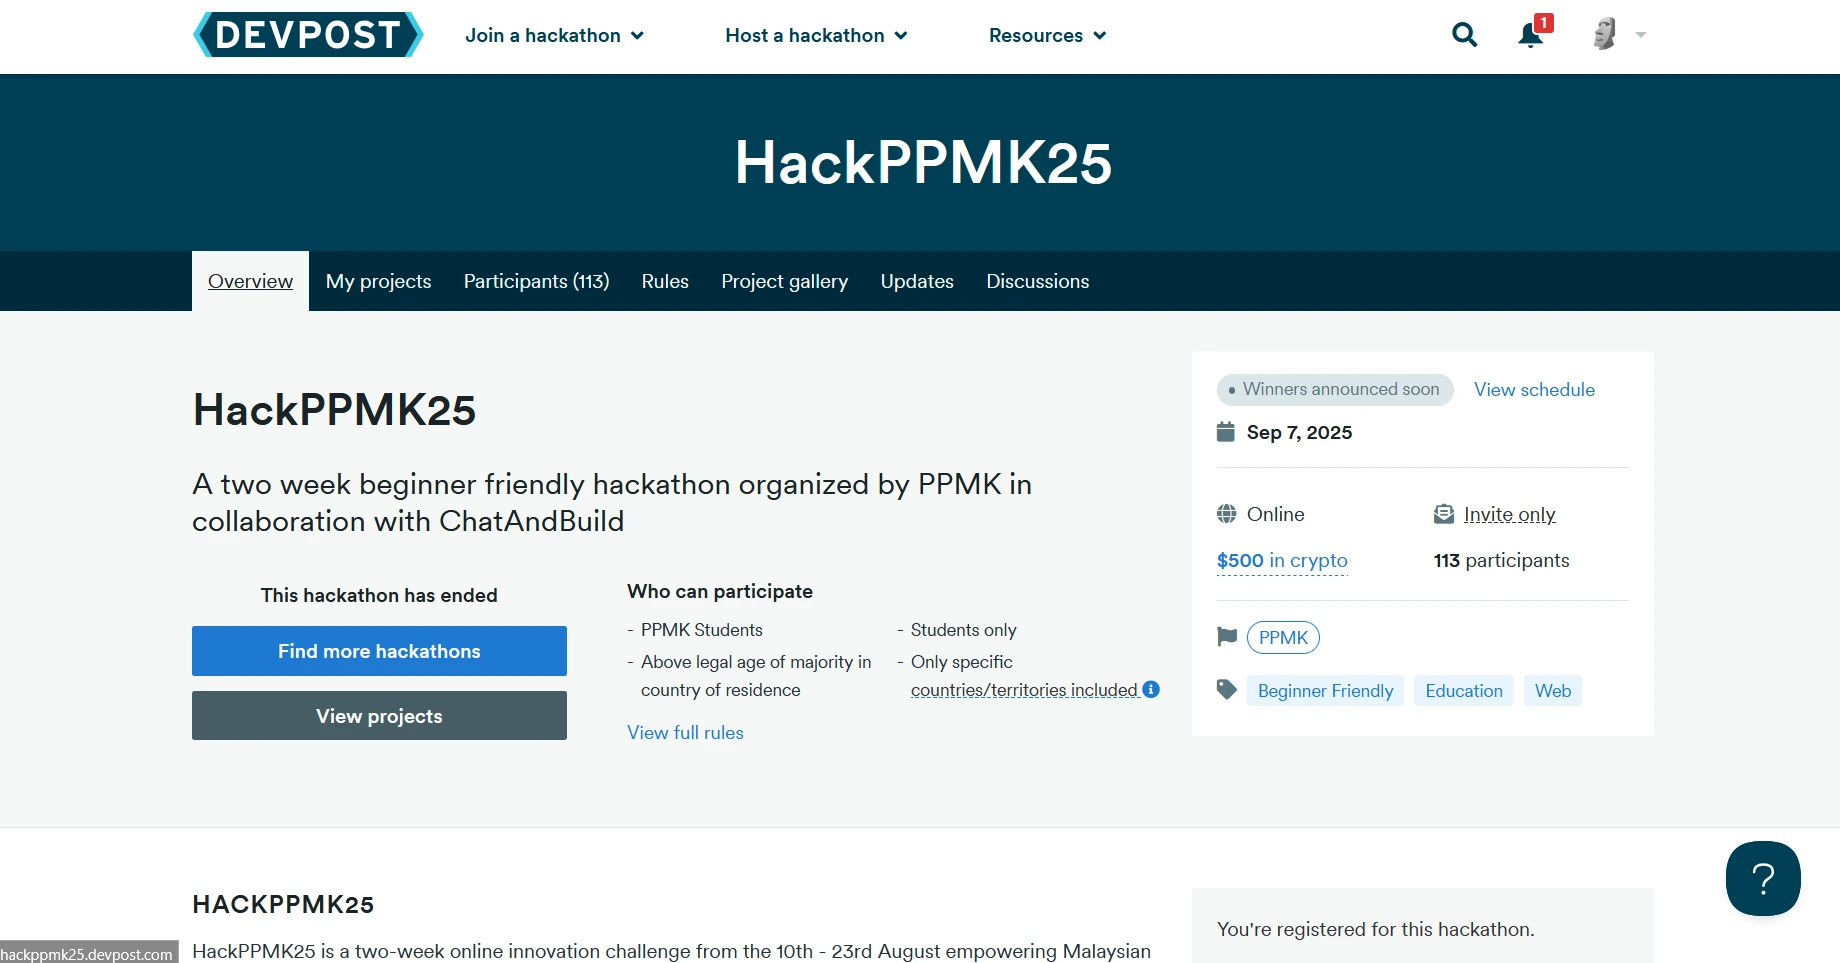 DEVPOST
Join a hackathon
Host a hackathon
Resources
1
HackPPMK25
Overview
My projects
Participants (113)
Rules
Project gallery
Updates
Discussions
HackPPMK25
A two week beginner friendly hackathon organized by PPMK in
collaboration with ChatAndBuild
This hackathon has ended
Find more hackathons
View projects
Who can participate
- PPMK Students
- Above legal age of majority in
country of residence
- Students only
- Only specific
countries/territories included
View full rules
Winners announced soon
View schedule
Sep 7, 2025
Online
Invite only
$500 in crypto
113 participants
PPMK
Beginner Friendly
Education
Web
HACKPPMK25
HackPPMK25 is a two-week online innovation challenge from the 10th - 23rd August empowering Malaysian
You're registered for this hackathon.
?
hackppmk25.devpost.com